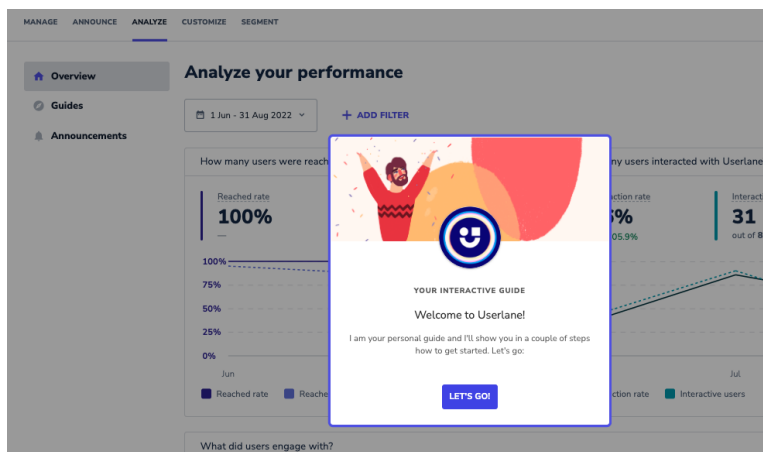 MANAGE ANNOUNCE ANALYZE CUSTOMIZE SEGMENT
Overview
Guides
Announcements
Analyze your performance
1 Jun - 31 Aug 2022
+ ADD FILTER
How many users were reach
ny users interacted with Userlane
Reached rate
100%
—
100%
75%
50%
25%
0%
Jun
Reached rate
Reache
ction rate
%
05.9%
Interact
31
out of 8
Jul
ction rate
Interactive users
YOUR INTERACTIVE GUIDE
Welcome to Userlane!
I am your personal guide and I'll show you in a couple of steps
how to get started. Let's go:
LET'S GO!
What did users engage with?